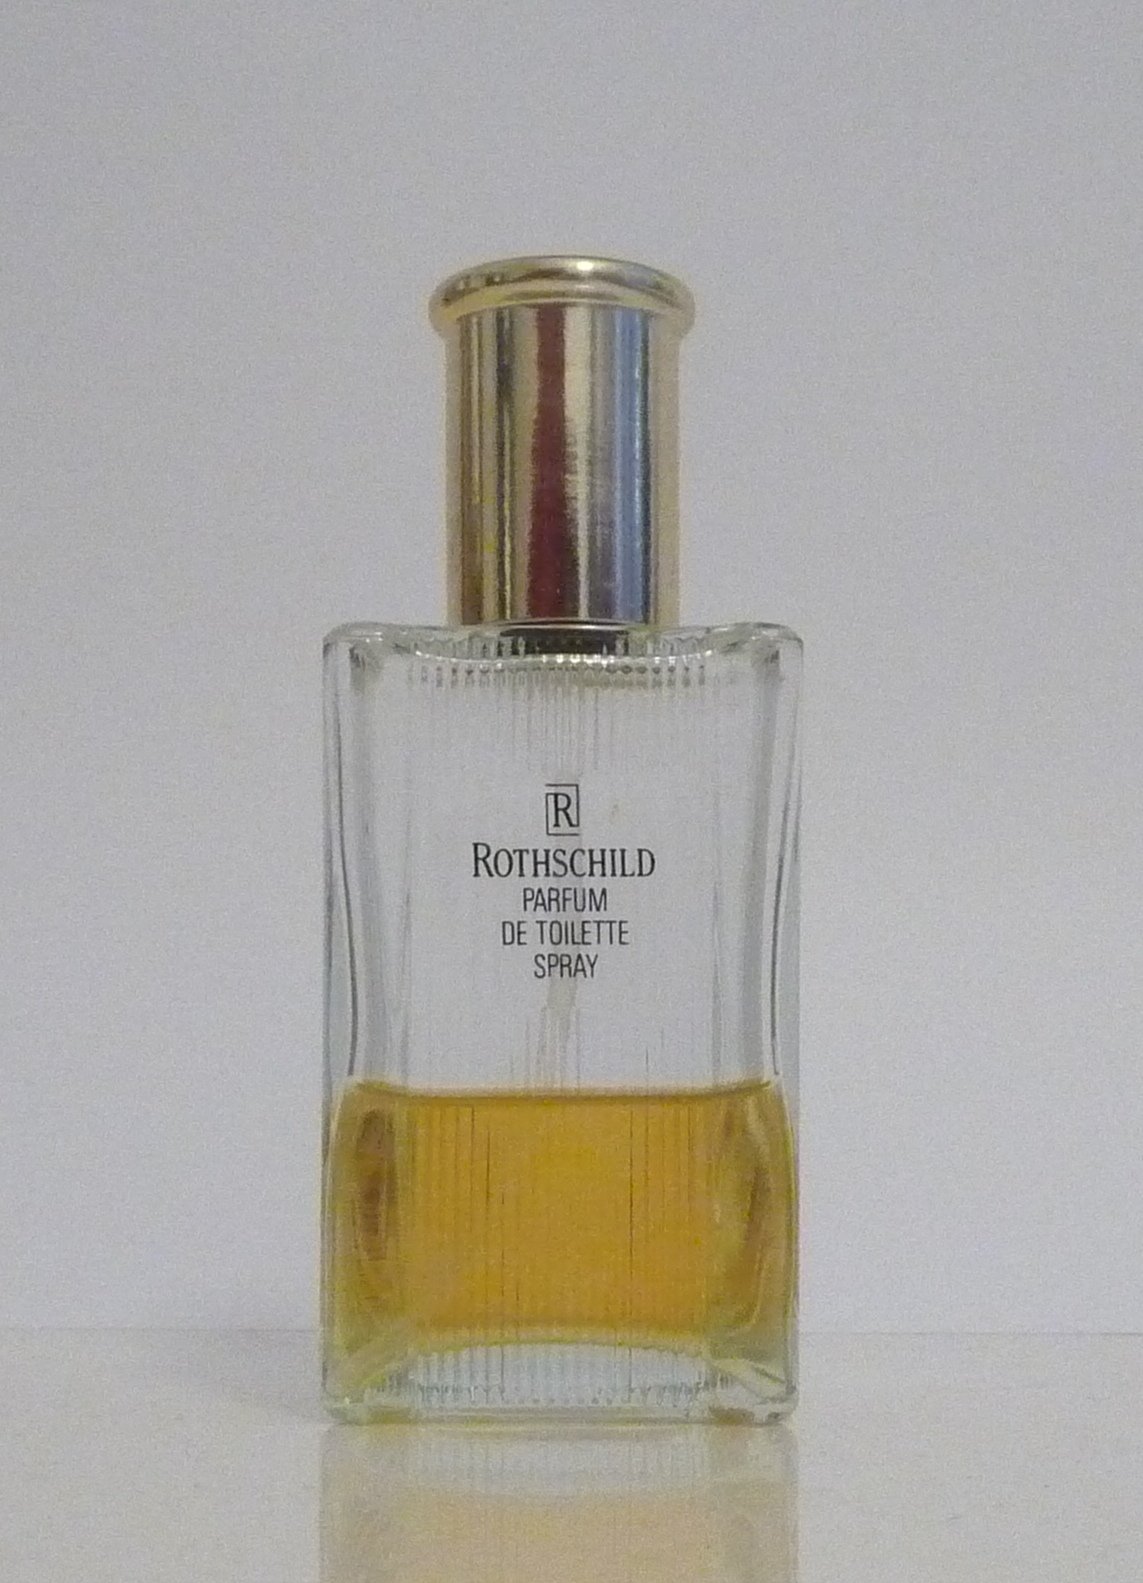 R
ROTHSCHILD
PARFUM
DE TOILETTE
SPRAY